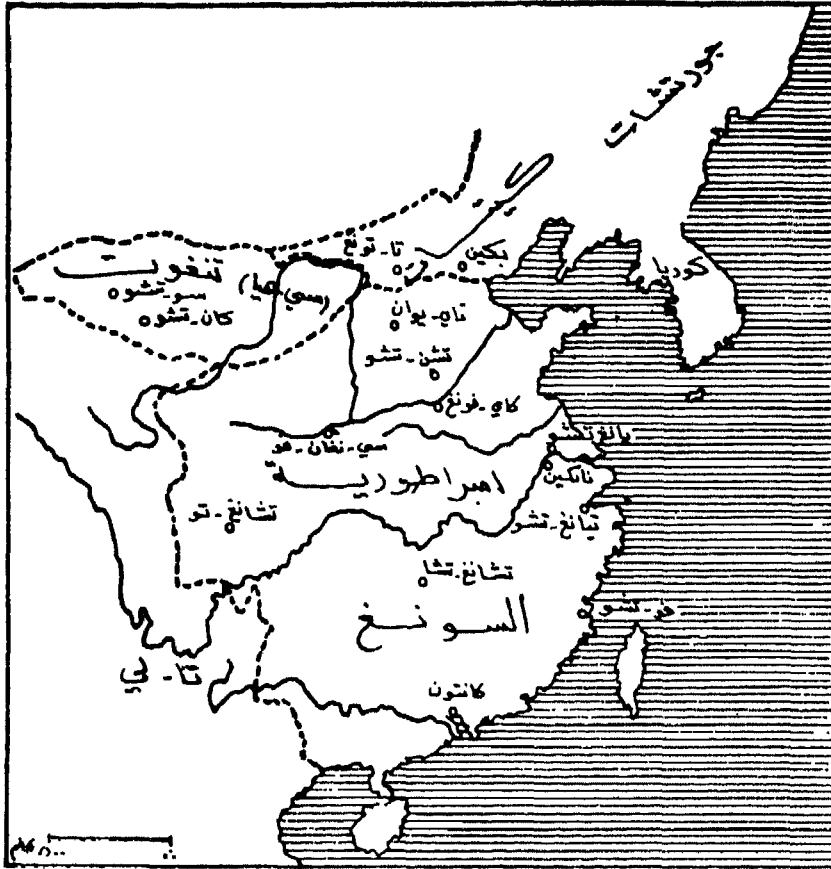 جورتشات
كيتان
تا-تونغ
بكين
كوريا
تنغوت
(سي هيا)
سو-تشو
كان-تشو
تاي-يوان
تشن-تشو
كاي-فونغ
يانغ تشو
سي-نغان-فو
نانكين
امبراطورية
تشانغ-تو
تيانغ-تشو
تشانغ-تشا
السونغ
فو-تشو
تا-لي
كانتون